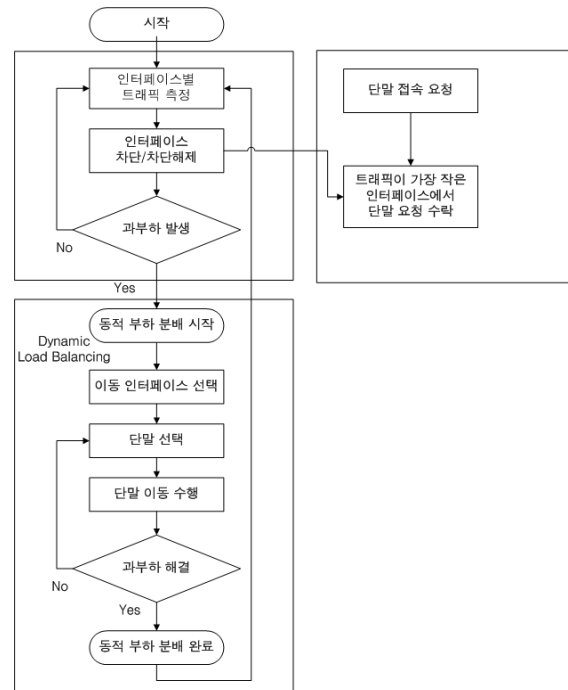 시작
인터페이스별
트래픽 측정
인터페이스
차단/차단해제
과부하 발생
No
Yes
단말 접속 요청
트래픽이 가장 작은
인터페이스에서
단말 요청 수락
동적 부하 분배 시작
Dynamic
Load Balancing
이동 인터페이스 선택
단말 선택
단말 이동 수행
과부하 해결
No
Yes
동적 부하 분배 완료